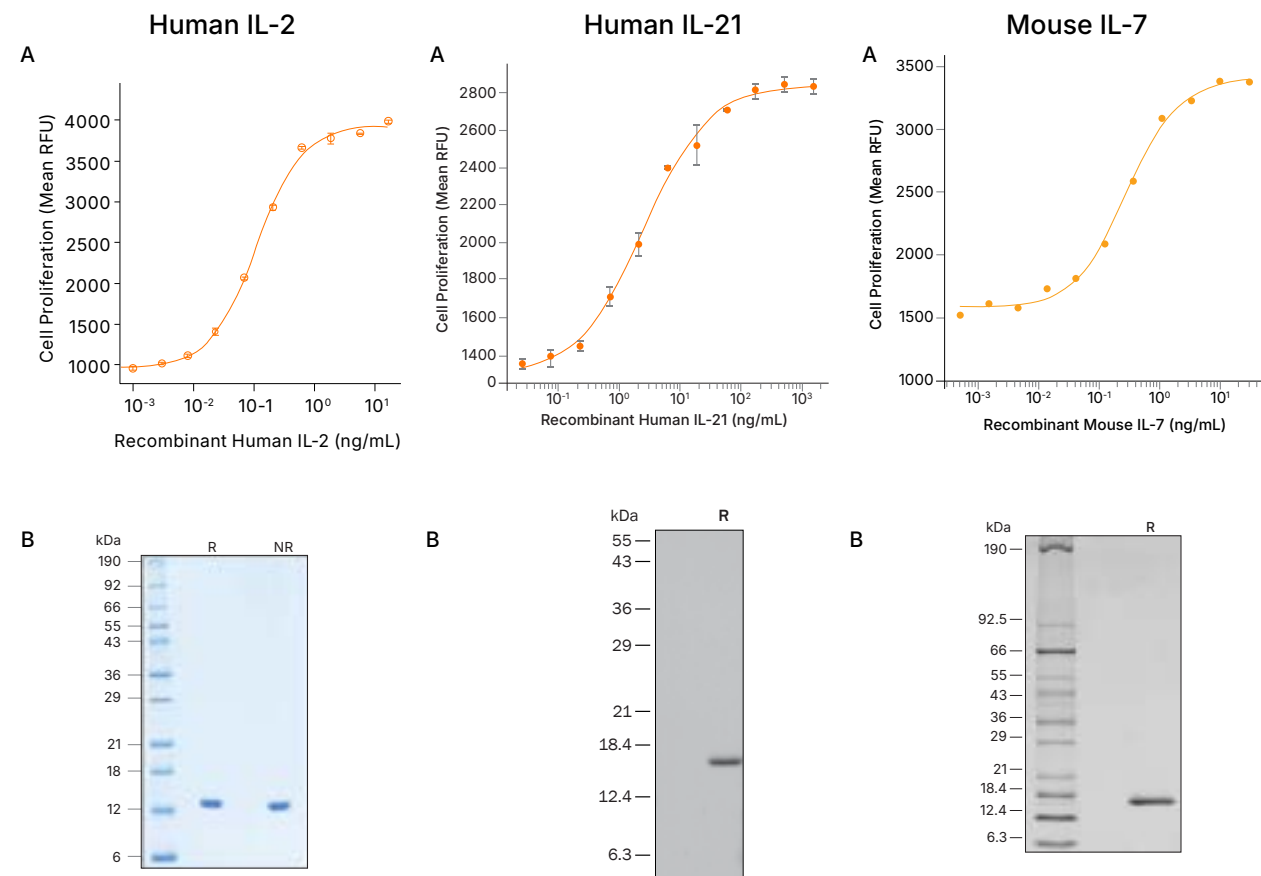 Human IL-2
Human IL-21
Mouse IL-7
A
Cell Proliferation (Mean RFU)
4000
3500
3000
2500
2000
1500
1000
10⁻³ 10⁻² 10⁻¹ 10⁰ 10¹
Recombinant Human IL-2 (ng/mL)
A
Cell Proliferation (Mean RFU)
2800
2600
2400
2200
2000
1800
1600
1400
0
10⁻¹ 10⁰ 10¹ 10² 10³
Recombinant Human IL-21 (ng/mL)
A
Cell Proliferation (Mean RFU)
3500
3000
2500
2000
1500
1000
10⁻³ 10⁻² 10⁻¹ 10⁰ 10¹
Recombinant Mouse IL-7 (ng/mL)
B
kDa R NR
190
92
66
55
43
36
29
21
18
12
6
B
kDa R
55
43
36
29
21
18.4
12.4
6.3
B
kDa R
190
92.5
66
55
43
36
29
21
18.4
12.4
6.3